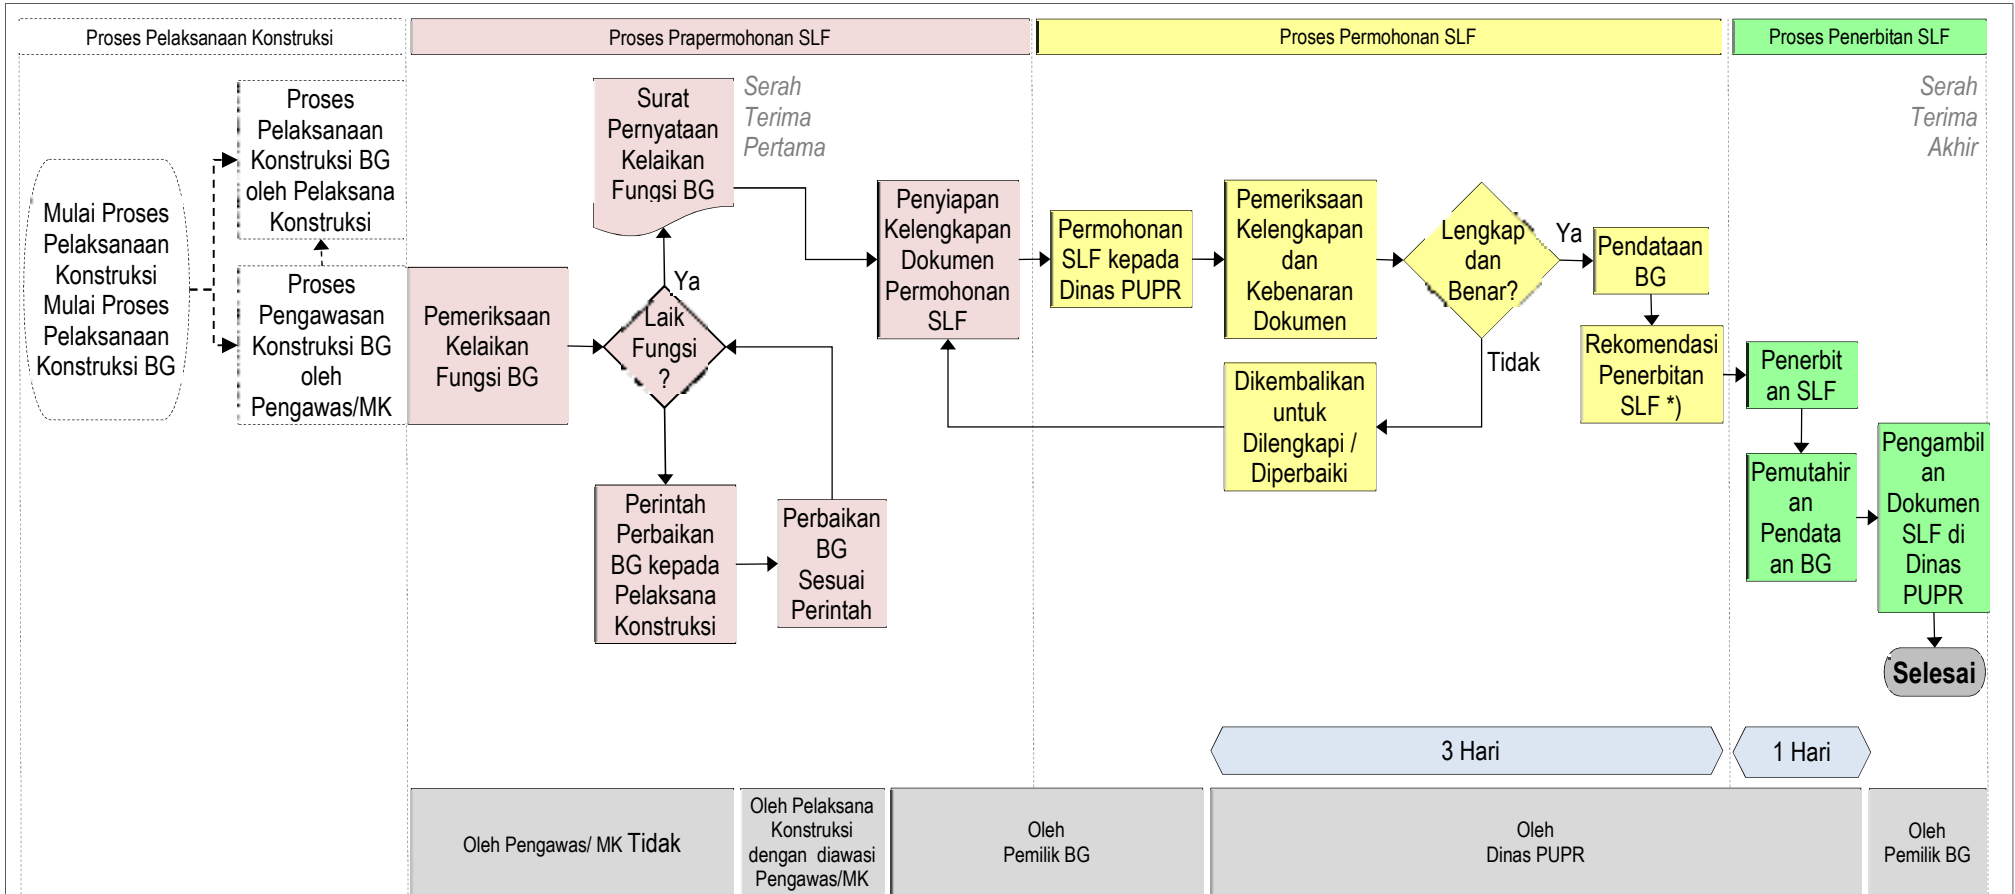 Proses Pelaksanaan Konstruksi
Proses Prapermohonan SLF
Proses Permohonan SLF
Proses Penerbitan SLF
Mulai Proses
Pelaksanaan
Konstruksi
Mulai Proses
Pelaksanaan
Konstruksi BG
Proses
Pelaksanaan
Konstruksi BG
oleh Pelaksana
Konstruksi
Proses
Pengawasan
Konstruksi BG
oleh
Pengawas/MK
Pemeriksaan
Kelaikan
Fungsi BG
Surat
Pernyataan
Kelaikan
Fungsi BG
Serah
Terima
Pertama
Ya
Laik
Fungsi
?
Perintah
Perbaikan
BG kepada
Pelaksana
Konstruksi
Perbaikan
BG
Sesuai
Perintah
Penyiapan
Kelengkapan
Dokumen
Permohonan
SLF
Permohonan
SLF kepada
Dinas PUPR
Pemeriksaan
Kelengkapan
dan
Kebenaran
Dokumen
Lengkap
dan
Benar?
Ya
Tidak
Dikembalikan
untuk
Dilengkapi /
Diperbaiki
Pendataan
BG
Rekomendasi
Penerbitan
SLF *)
Serah
Terima
Akhir
Penerbit
an SLF
Pemutahir
an
Pendata
an BG
Pengambil
an
Dokumen
SLF di
Dinas
PUPR
Selesai
3 Hari
1 Hari
Oleh Pengawas/ MK Tidak
Oleh Pelaksana
Konstruksi
dengan diawasi
Pengawas/MK
Oleh
Pemilik BG
Oleh
Dinas PUPR
Oleh
Pemilik BG